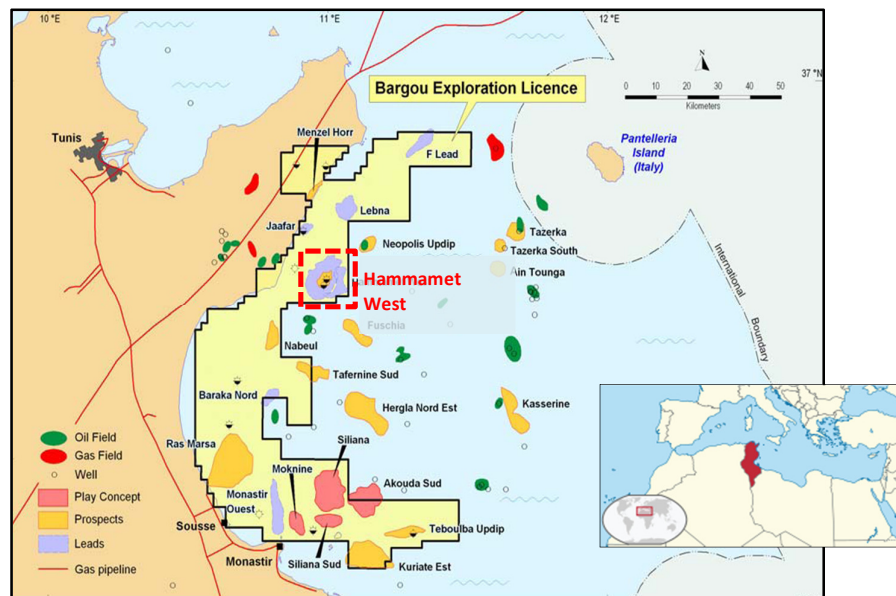 10 °E
11 °E
12 °E
37 °N
N
0 10 20 30 40 50
Kilometers
Bargou Exploration Licence
Tunis
Menzel Horr
F Lead
Pantelleria
Island
(Italy)
Lebna
Jaafar
Neopolis Updip
Tazerka
Tazerka South
Ain Tounga
Hammamet
West
International
Boundary
Fuschia
Nabeul
Tafernine Sud
Baraka Nord
Hergla Nord Est
Kasserine
Oil Field
Gas Field
Well
Play Concept
Prospects
Leads
Gas pipeline
Ras Marsa
Siliana
Moknine
Akouda Sud
Monastir
Ouest
Sousse
Teboulba Updip
Monastir
Siliana Sud
Kuriate Est